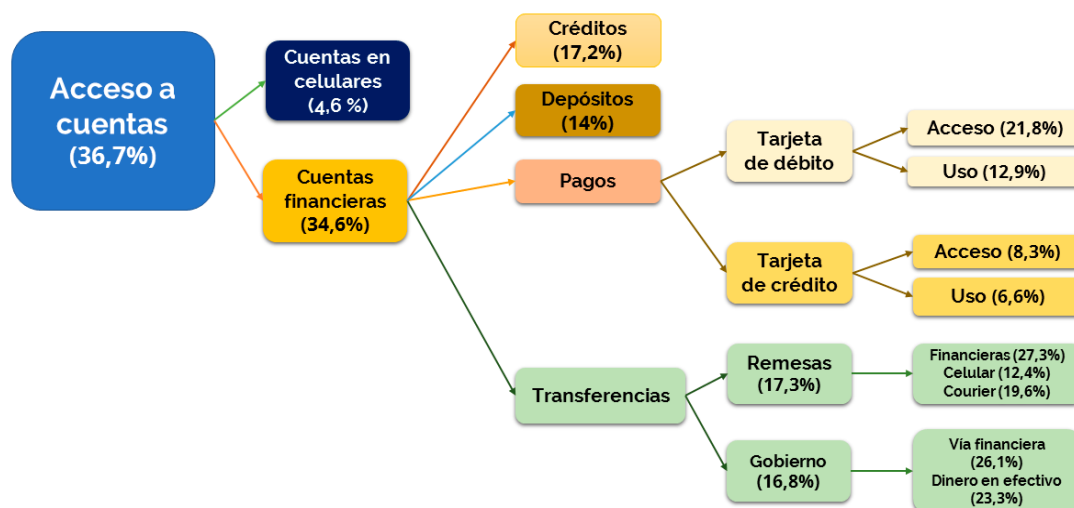 Acceso a
cuentas
(36,7%)
Cuentas en
celulares
(4,6 %)
Cuentas
financieras
(34,6%)
Créditos
(17,2%)
Depósitos
(14%)
Pagos
Transferencias
Tarjeta
de débito
Acceso (21,8%)
Uso (12,9%)
Tarjeta
de crédito
Acceso (8,3%)
Uso (6,6%)
Remesas
(17,3%)
Financieras (27,3%)
Celular (12,4%)
Courier (19,6%)
Gobierno
(16,8%)
Vía financiera
(26,1%)
Dinero en efectivo
(23,3%)